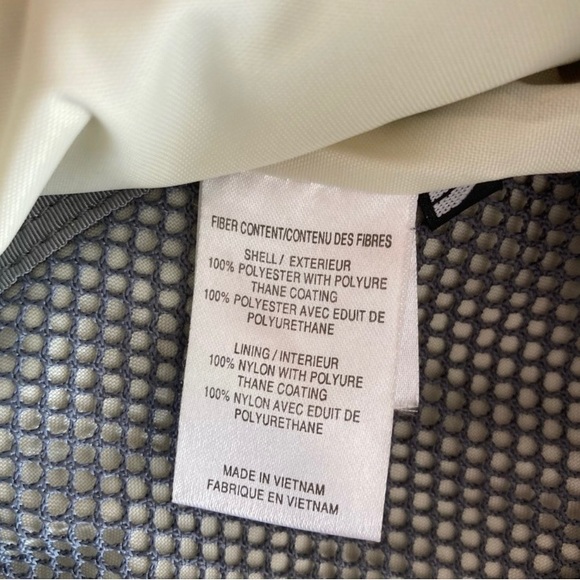 FIBER CONTENT/CONTENU DES FIBRES
SHELL / EXTERIEUR
100% POLYESTER WITH POLYURE
THANE COATING
100% POLYESTER AVEC EDUIT DE
POLYURETHANE
LINING / INTERIEUR
100% NYLON WITH POLYURE
THANE COATING
100% NYLON AVEC EDUIT DE
POLYURETHANE
MADE IN VIETNAM
FABRIQUE EN VIETNAM